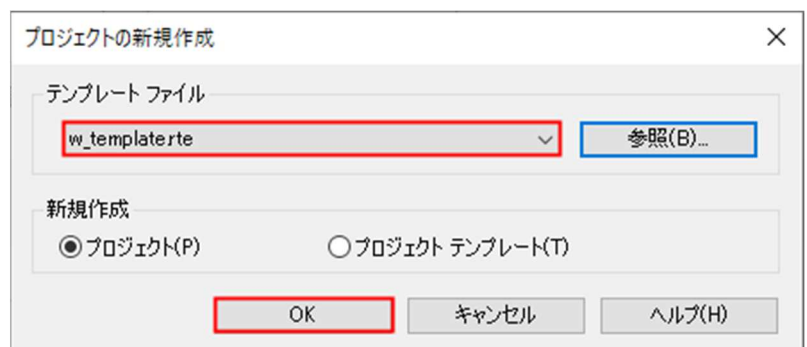 プロジェクトの新規作成
テンプレート ファイル
w_template.rte
参照(B)...
新規作成
プロジェクト(P)
プロジェクト テンプレート(T)
OK
キャンセル
ヘルプ(H)